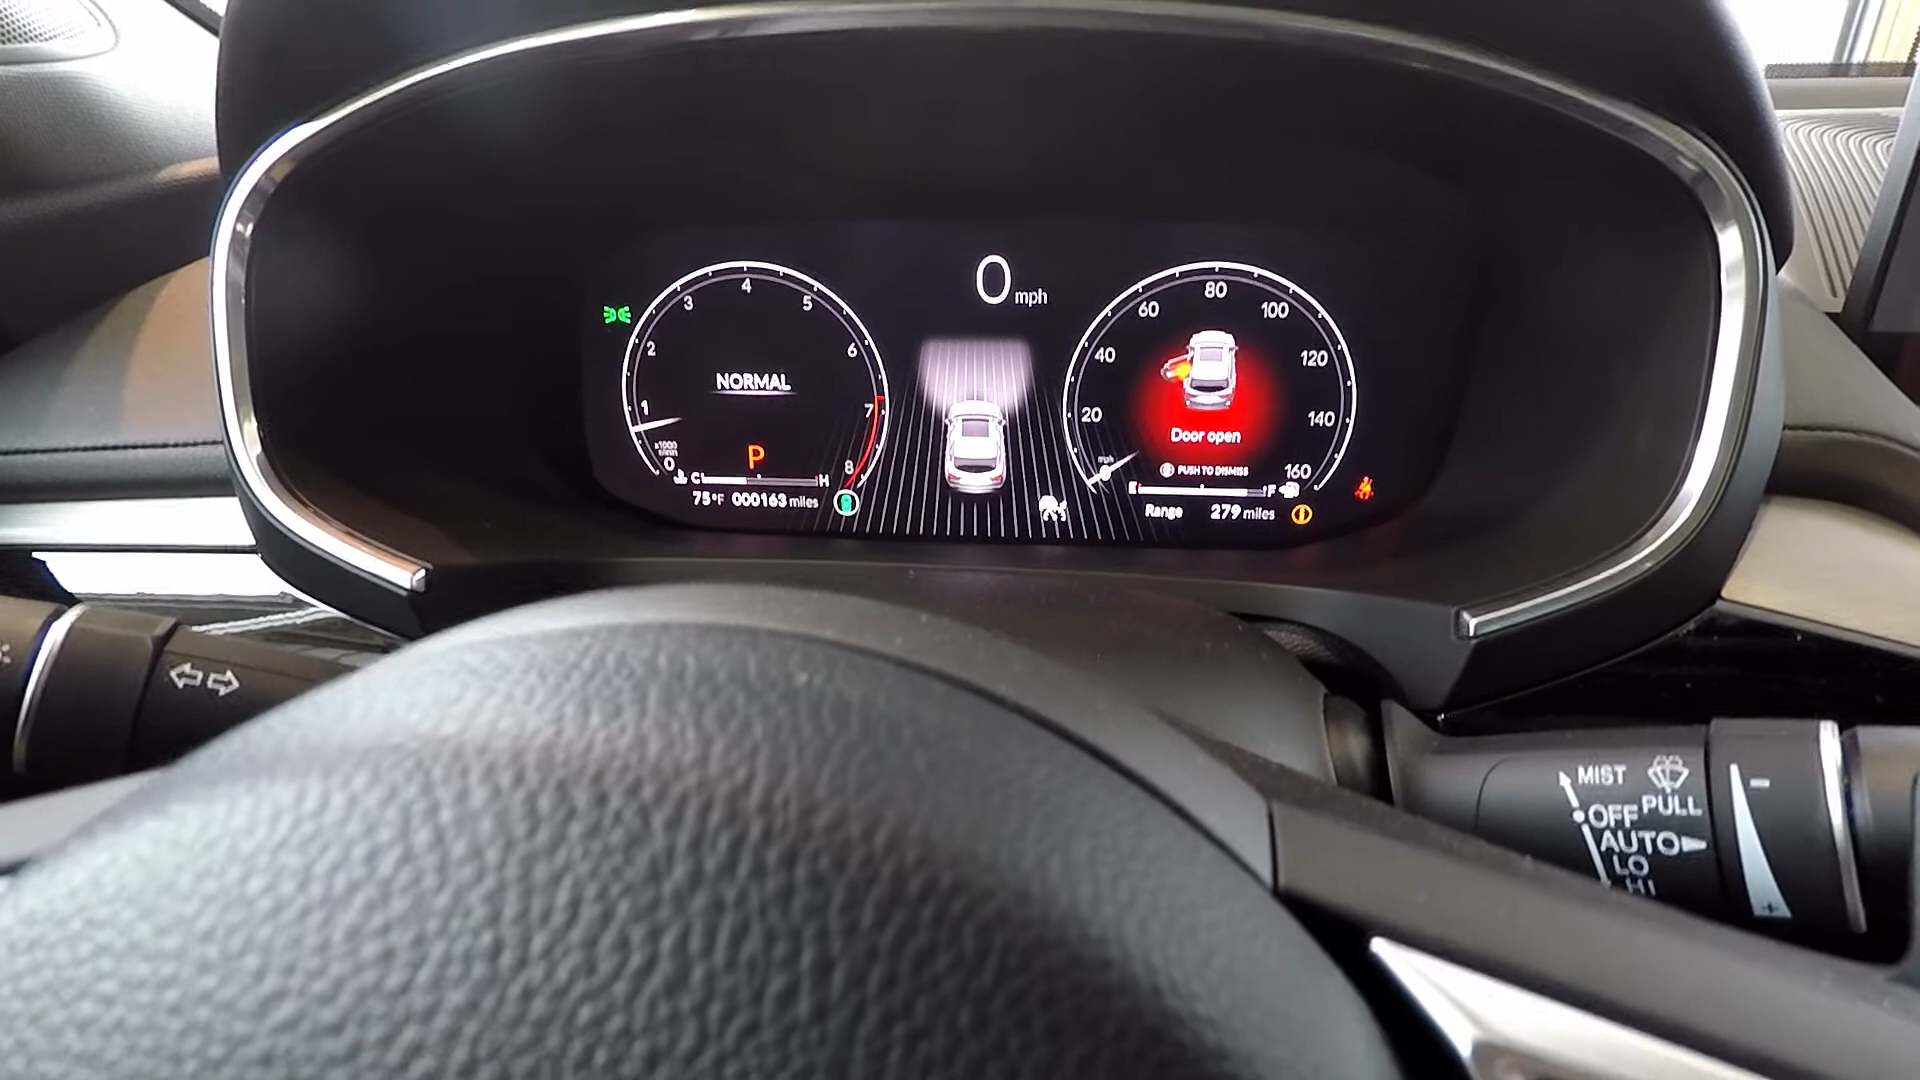 0 mph
4
3
5
2
6
1
7
8
x1000
r/min
0
NORMAL
P
C
H
75°F 000163 miles
80
60
100
40
120
20
140
160
mph
Door open
PUSH TO DISMISS
E
F
Range 279 miles
MIST
OFF PULL
AUTO
LO
HI
−
+